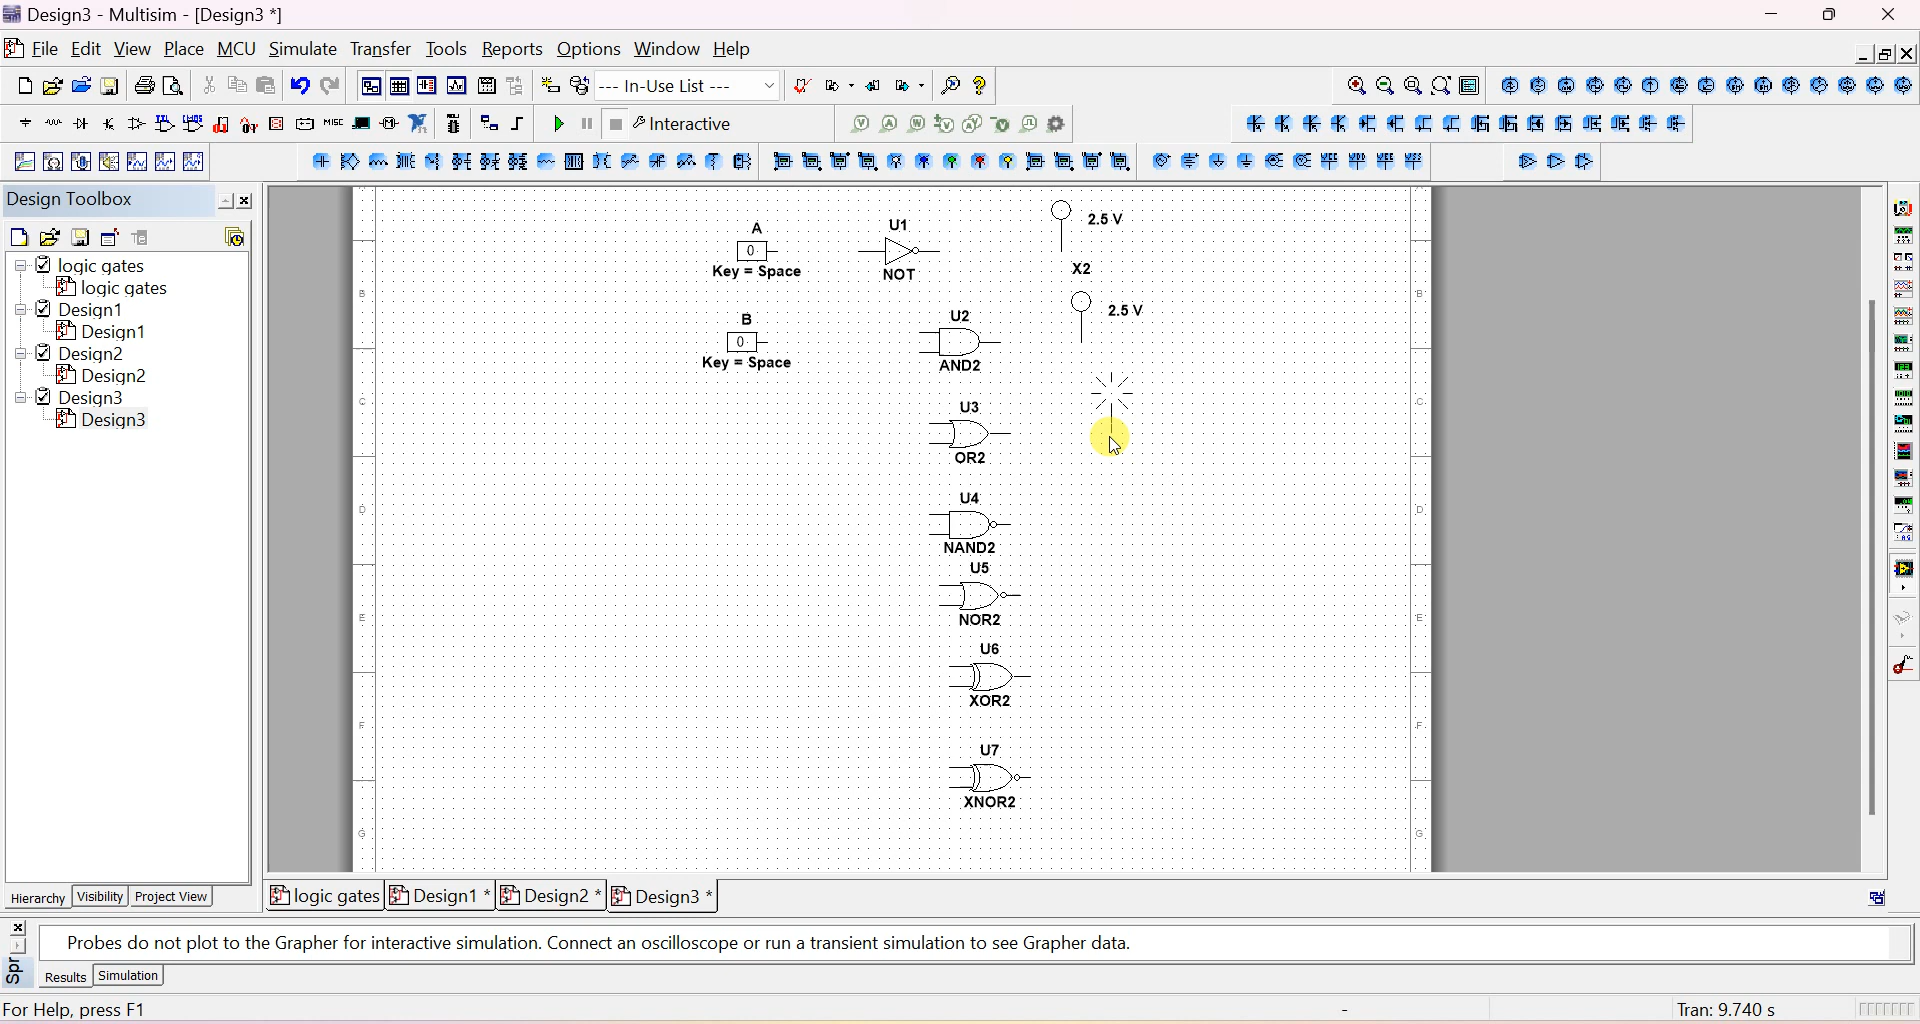 Design3 - Multisim - [Design3 *]
File Edit View Place MCU Simulate Transfer Tools Reports Options Window Help
--- In-Use List ---
MISC
Interactive
Design Toolbox
logic gates
logic gates
Design1
Design1
Design2
Design2
Design3
Design3
Hierarchy Visibility Project View
A
0
Key = Space
B
0
Key = Space
U1
NOT
U2
AND2
U3
OR2
U4
NAND2
U5
NOR2
U6
XOR2
U7
XNOR2
2.5 V
X2
2.5 V
B
C
D
E
F
G
B
C
D
E
F
G
logic gates Design1 * Design2 * Design3 *
Spr
Probes do not plot to the Grapher for interactive simulation. Connect an oscilloscope or run a transient simulation to see Grapher data.
Results Simulation
For Help, press F1
- Tran: 9.740 s